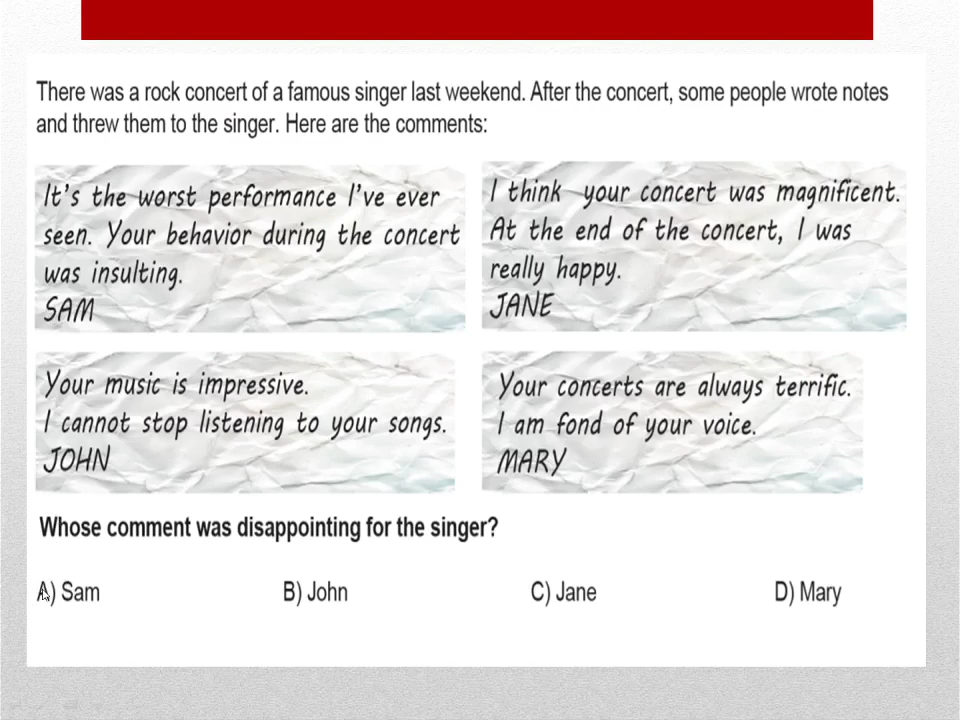 There was a rock concert of a famous singer last weekend. After the concert, some people wrote notes
and threw them to the singer. Here are the comments:
It's the worst performance I've ever
seen. Your behavior during the concert
was insulting.
SAM
I think your concert was magnificent.
At the end of the concert, I was
really happy.
JANE
Your music is impressive.
I cannot stop listening to your songs.
JOHN
Your concerts are always terrific.
I am fond of your voice.
MARY
Whose comment was disappointing for the singer?
A) Sam B) John C) Jane D) Mary